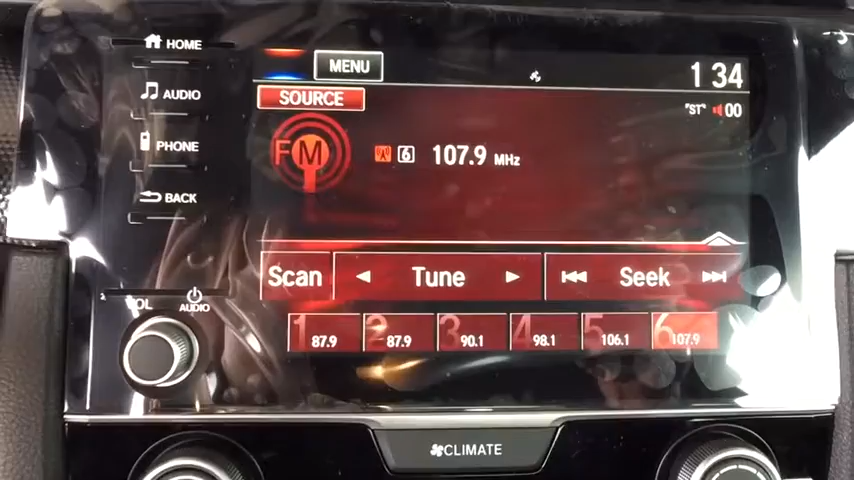 HOME
MENU
1 34
AUDIO
SOURCE
"ST" 00
PHONE
FM 6 107.9 MHz
BACK
Scan Tune Seek
VOL AUDIO
1 87.9 2 87.9 3 90.1 4 98.1 5 106.1 6 107.9
CLIMATE